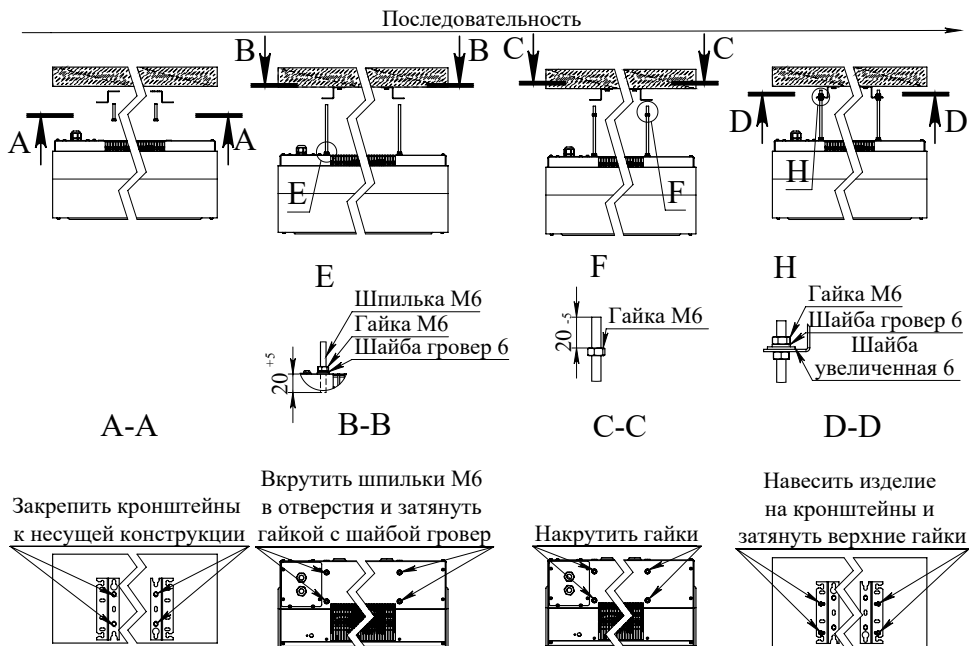 Последовательность
A
A
B
B
E
C
C
F
D
D
H
E
Шпилька М6
Гайка М6
Шайба гровер 6
20 +5
F
Гайка М6
20 -5
H
Гайка М6
Шайба гровер 6
Шайба
увеличенная 6
A-A
B-B
C-C
D-D
Закрепить кронштейны
к несущей конструкции
Вкрутить шпильки М6
в отверстия и затянуть
гайкой с шайбой гровер
Накрутить гайки
Навесить изделие
на кронштейны и
затянуть верхние гайки